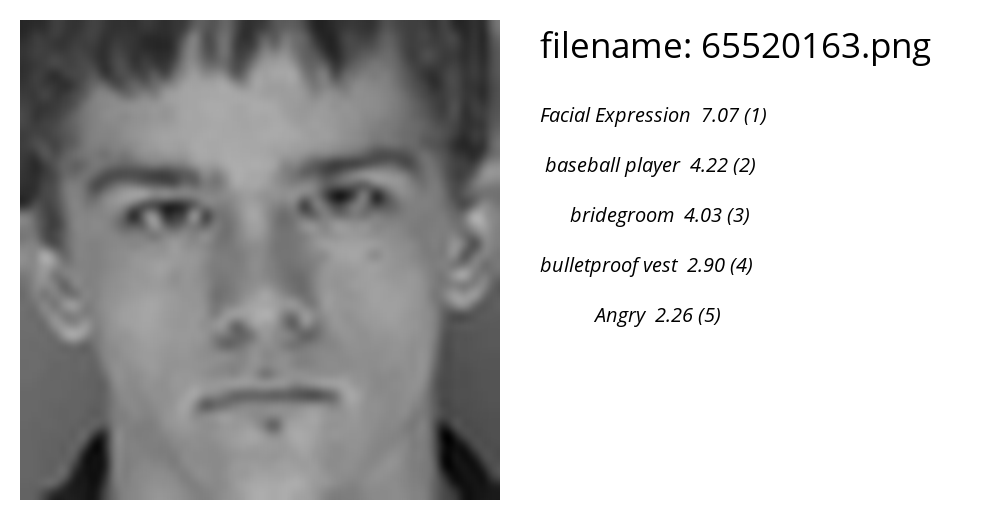 filename: 65520163.png
Facial Expression 7.07 (1)
baseball player 4.22 (2)
bridegroom 4.03 (3)
bulletproof vest 2.90 (4)
Angry 2.26 (5)